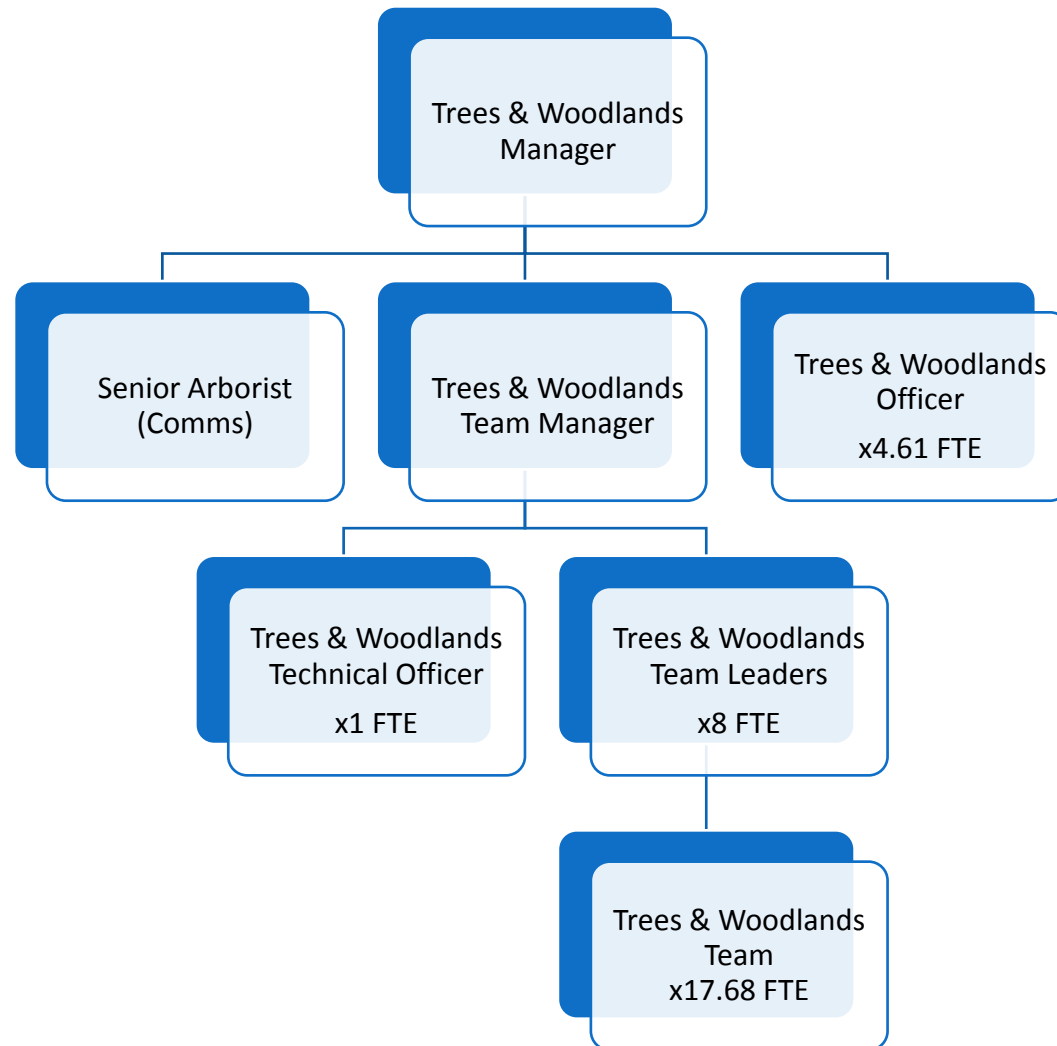 Trees & Woodlands
Manager
Senior Arborist
(Comms)
Trees & Woodlands
Team Manager
Trees & Woodlands
Officer
x4.61 FTE
Trees & Woodlands
Technical Officer
x1 FTE
Trees & Woodlands
Team Leaders
x8 FTE
Trees & Woodlands
Team
x17.68 FTE